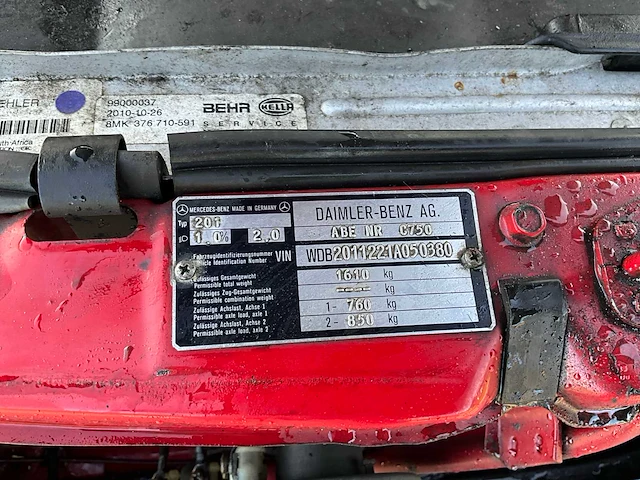 99000037
2010-10-26
8MK 376 710-591
BEHR HELLA
SERVICE
MERCEDES-BENZ MADE IN GERMANY
Typ 201
1,0% 2,0
DAIMLER-BENZ AG.
ABE NR C750
Fahrzeugidentifizierungsnummer
Vehicle Identification Number VIN
WDB2011221A050380
Zulässiges Gesamtgewicht
Permissible total weight
1610 kg
Zulässiges Zug-Gesamtgewicht
Permissible combination weight
kg
Zulässige Achslast, Achse 1
Permissible axle load, axle 1
1- 760 kg
Zulässige Achslast, Achse 2
Permissible axle load, axle 2
2- 850 kg